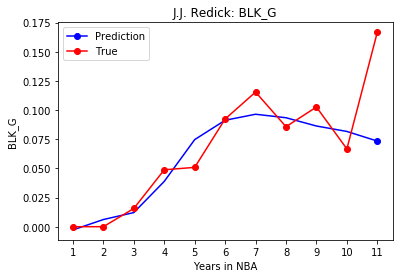 J.J. Redick: BLK_G
Prediction
True
BLK_G
0.175
0.150
0.125
0.100
0.075
0.050
0.025
0.000
1 2 3 4 5 6 7 8 9 10 11
Years in NBA